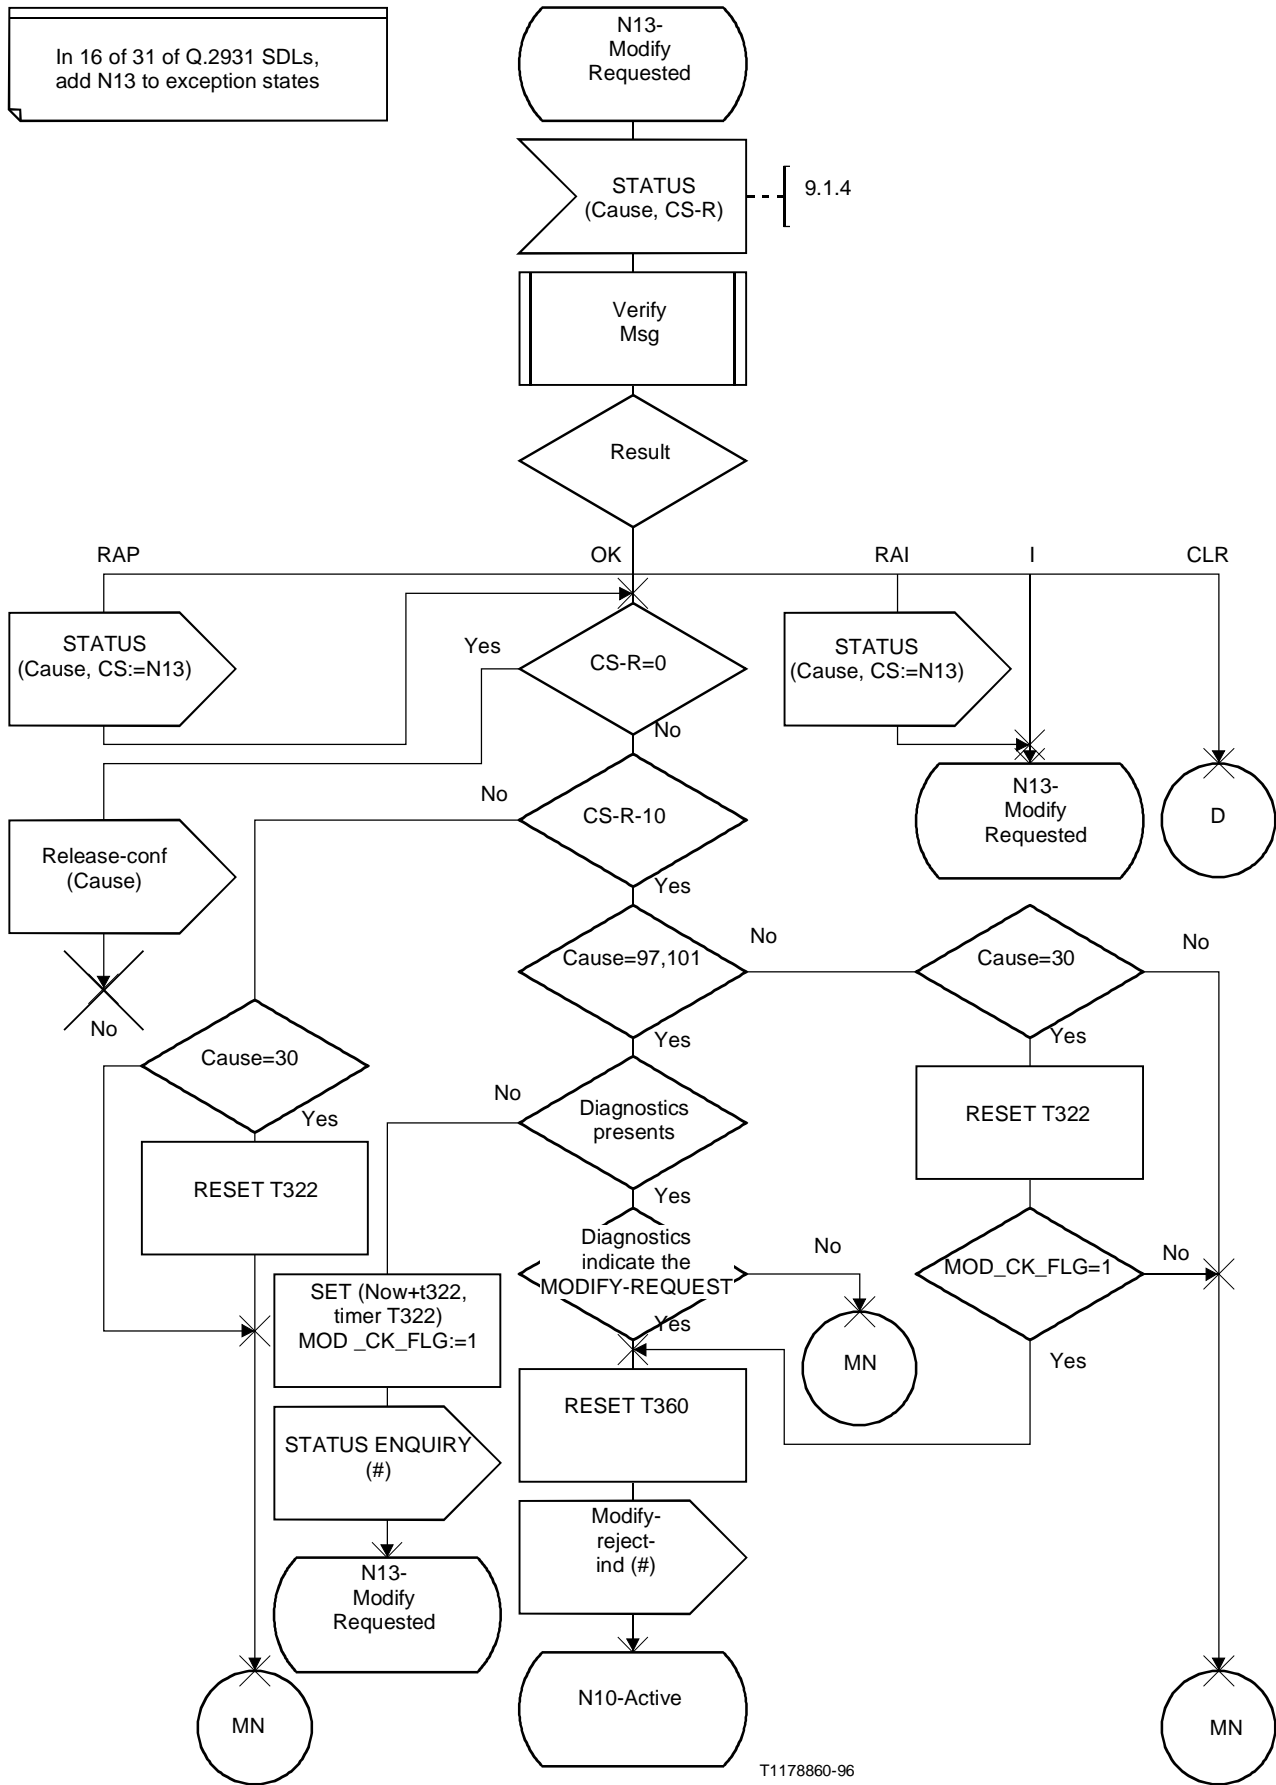 In 16 of 31 of Q.2931 SDLs,
add N13 to exception states
N13-
Modify
Requested
STATUS
(Cause, CS-R)
9.1.4
Verify
Msg
Result
RAP
OK
RAI
I
CLR
STATUS
(Cause, CS:=N13)
Yes
CS-R=0
No
STATUS
(Cause, CS:=N13)
N13-
Modify
Requested
D
No
CS-R-10
Yes
Release-conf
(Cause)
No
Cause=97,101
No
Yes
Cause=30
No
Yes
Cause=30
Yes
RESET T322
No
Diagnostics
presents
Yes
RESET T322
Diagnostics
indicate the
MODIFY-REQUEST
No
Yes
MOD_CK_FLG=1
No
Yes
SET (Now+t322,
timer T322)
MOD _CK_FLG:=1
MN
RESET T360
STATUS ENQUIRY
(#)
Modify-
reject-
ind (#)
N13-
Modify
Requested
N10-Active
MN
MN
T1178860-96